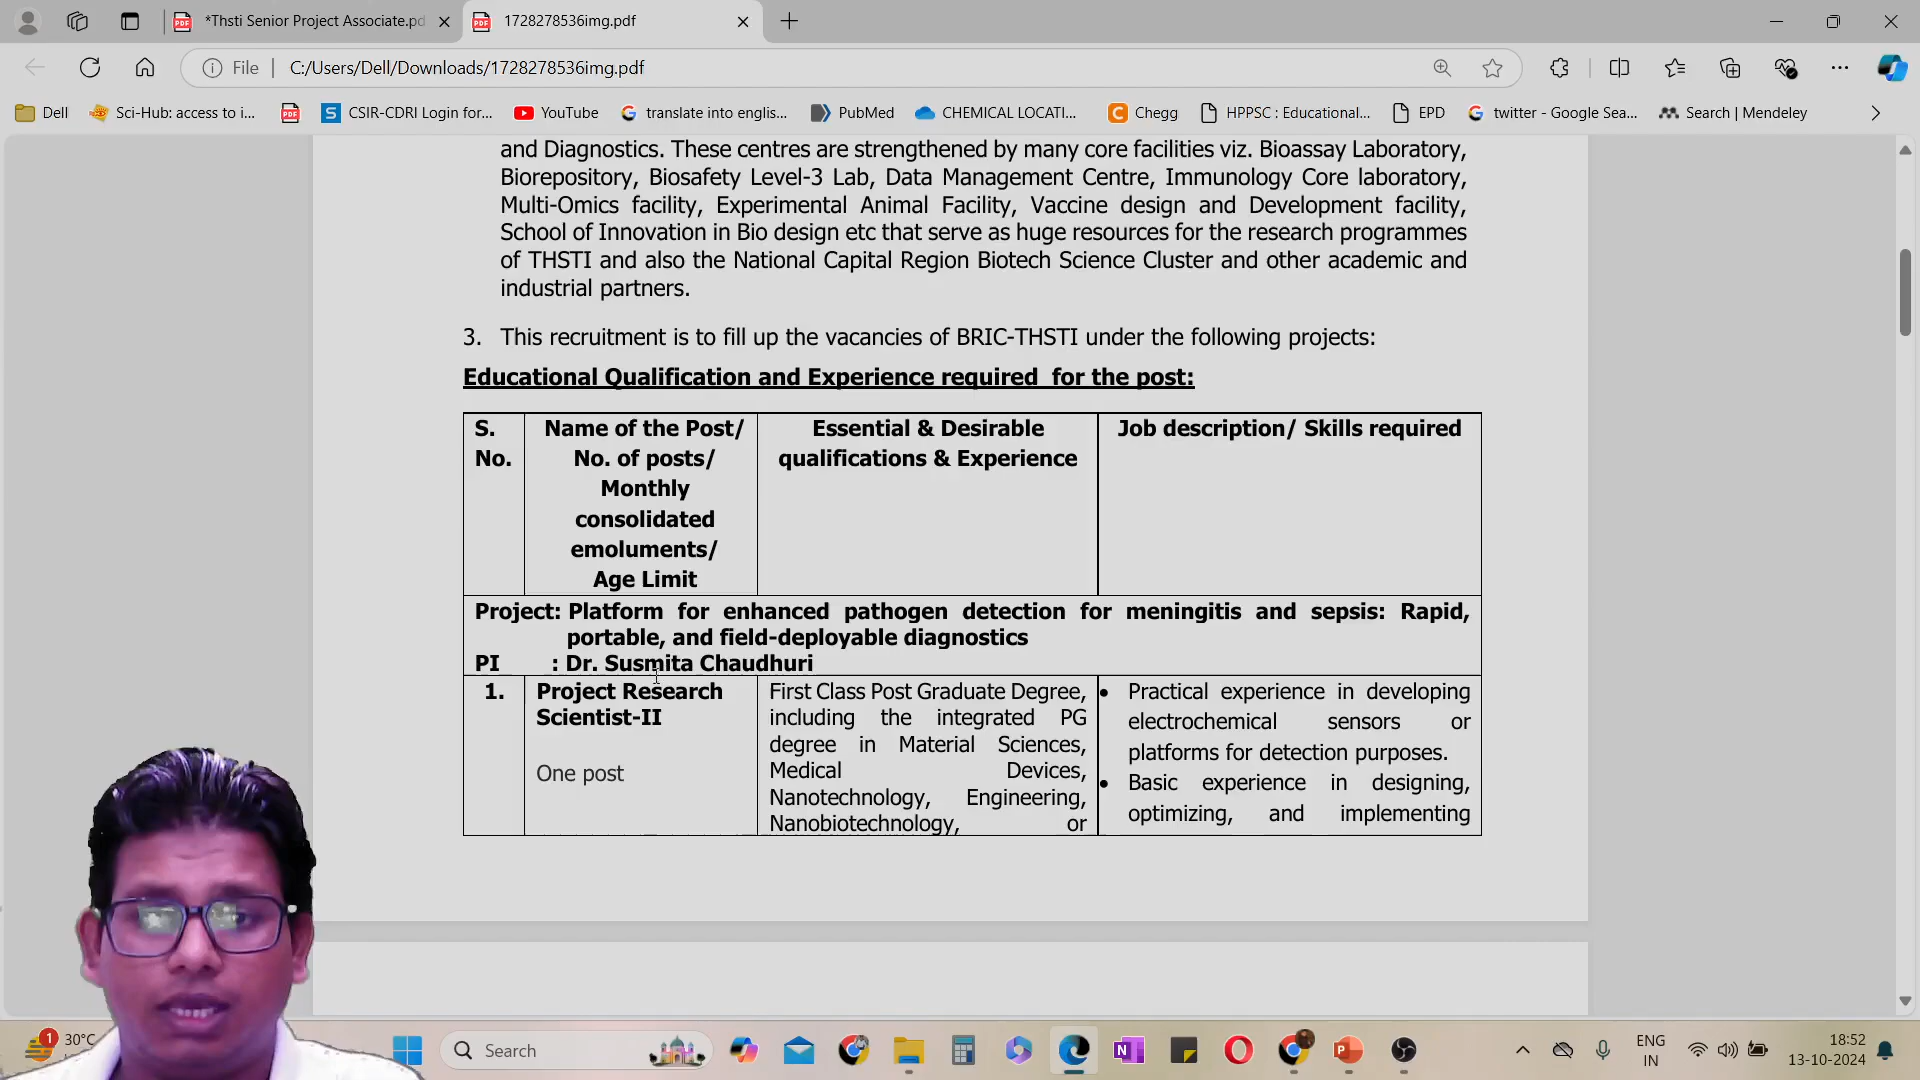 *Thsti Senior Project Associate.pd
1728278536img.pdf
File
C:/Users/Dell/Downloads/1728278536img.pdf
Dell
Sci-Hub: access to i...
CSIR-CDRI Login for...
YouTube
translate into englis...
PubMed
CHEMICAL LOCATI...
Chegg
HPPSC : Educational...
EPD
twitter - Google Sea...
Search | Mendeley
and Diagnostics. These centres are strengthened by many core facilities viz. Bioassay Laboratory,
Biorepository, Biosafety Level-3 Lab, Data Management Centre, Immunology Core laboratory,
Multi-Omics facility, Experimental Animal Facility, Vaccine design and Development facility,
School of Innovation in Bio design etc that serve as huge resources for the research programmes
of THSTI and also the National Capital Region Biotech Science Cluster and other academic and
industrial partners.
3. This recruitment is to fill up the vacancies of BRIC-THSTI under the following projects:
Educational Qualification and Experience required for the post:
S.
No.
Name of the Post/
No. of posts/
Monthly
consolidated
emoluments/
Age Limit
Essential & Desirable
qualifications & Experience
Job description/ Skills required
Project: Platform for enhanced pathogen detection for meningitis and sepsis: Rapid,
portable, and field-deployable diagnostics
PI : Dr. Susmita Chaudhuri
1.
Project Research
Scientist-II
One post
First Class Post Graduate Degree,
including the integrated PG
degree in Material Sciences,
Medical Devices,
Nanotechnology, Engineering,
Nanobiotechnology, or
• Practical experience in developing
electrochemical sensors or
platforms for detection purposes.
• Basic experience in designing,
optimizing, and implementing
1
30°C
Search
ENG
IN
18:52
13-10-2024